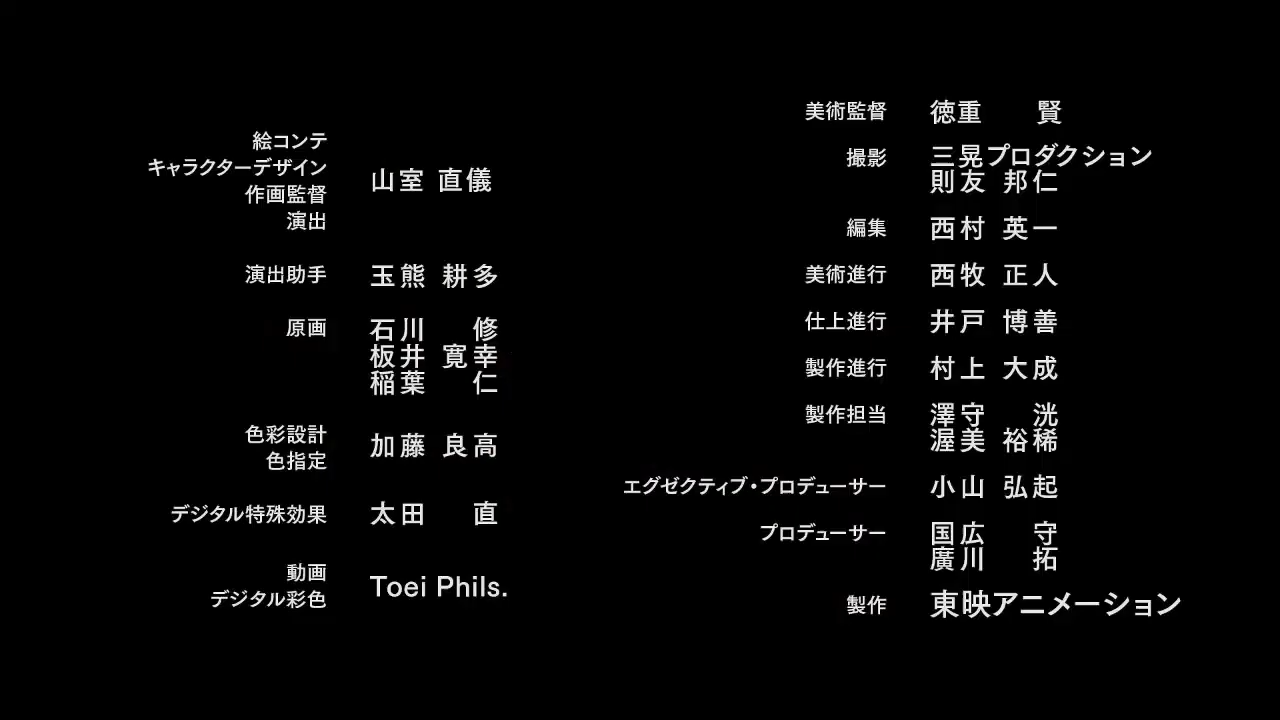 絵コンテ
キャラクターデザイン
作画監督
演出
山室 直儀
演出助手 玉熊 耕多
原画 石川 修
板井 寛幸
稲葉 仁
色彩設計
色指定
加藤 良高
デジタル特殊効果 太田 直
動画
デジタル彩色
Toei Phils.
美術監督 徳重 賢
撮影 三晃プロダクション
則友 邦仁
編集 西村 英一
美術進行 西牧 正人
仕上進行 井戸 博善
製作進行 村上 大成
製作担当 澤守 洸
渥美 裕稀
エグゼクティブ・プロデューサー 小山 弘起
プロデューサー 国広 守
廣川 拓
製作 東映アニメーション